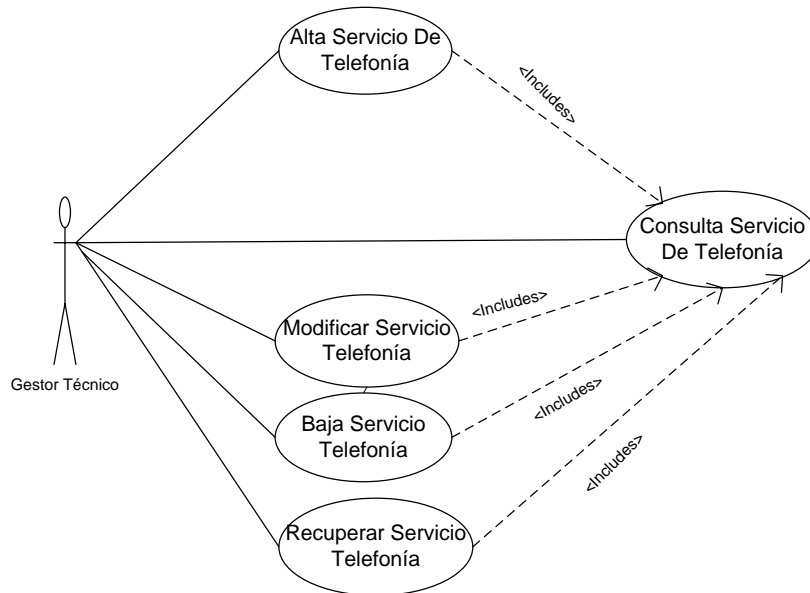 Alta Servicio De
Telefonía
<Includes>
Consulta Servicio
De Telefonía
<Includes>
Modificar Servicio
Telefonía
Gestor Técnico
Baja Servicio
Telefonía
<Includes>
<Includes>
Recuperar Servicio
Telefonía